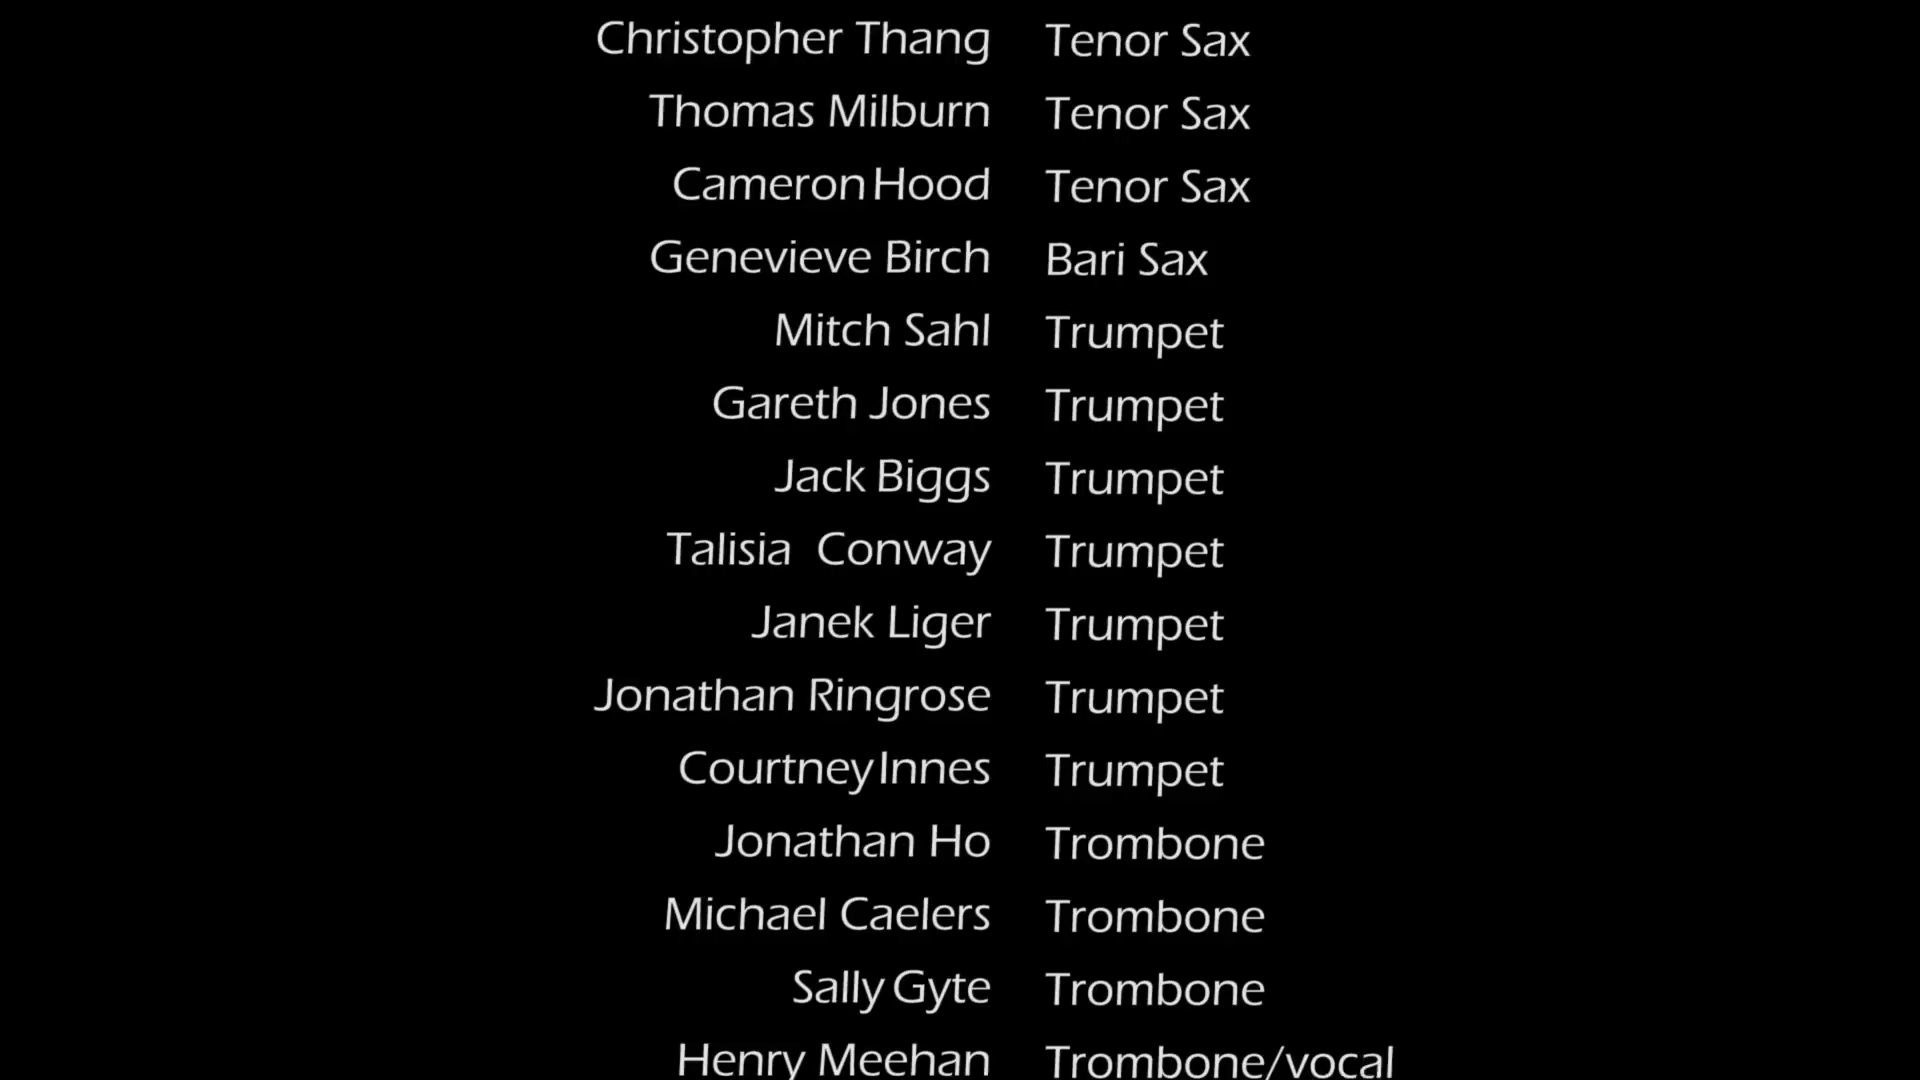 Christopher Thang Tenor Sax
Thomas Milburn Tenor Sax
Cameron Hood Tenor Sax
Genevieve Birch Bari Sax
Mitch Sahl Trumpet
Gareth Jones Trumpet
Jack Biggs Trumpet
Talisia Conway Trumpet
Janek Liger Trumpet
Jonathan Ringrose Trumpet
Courtney Innes Trumpet
Jonathan Ho Trombone
Michael Caelers Trombone
Sally Gyte Trombone
Henry Meehan Trombone/vocal